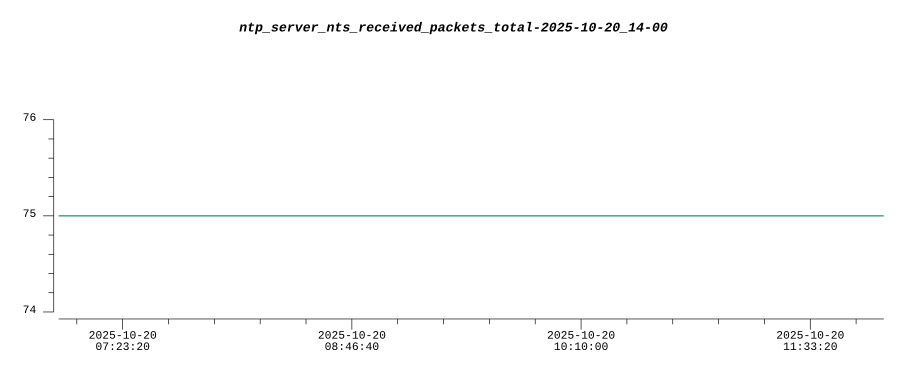 ntp_server_nts_received_packets_total-2025-10-20_14-00
76
75
74
2025-10-20 2025-10-20 2025-10-20 2025-10-20
07:23:20 08:46:40 10:10:00 11:33:20